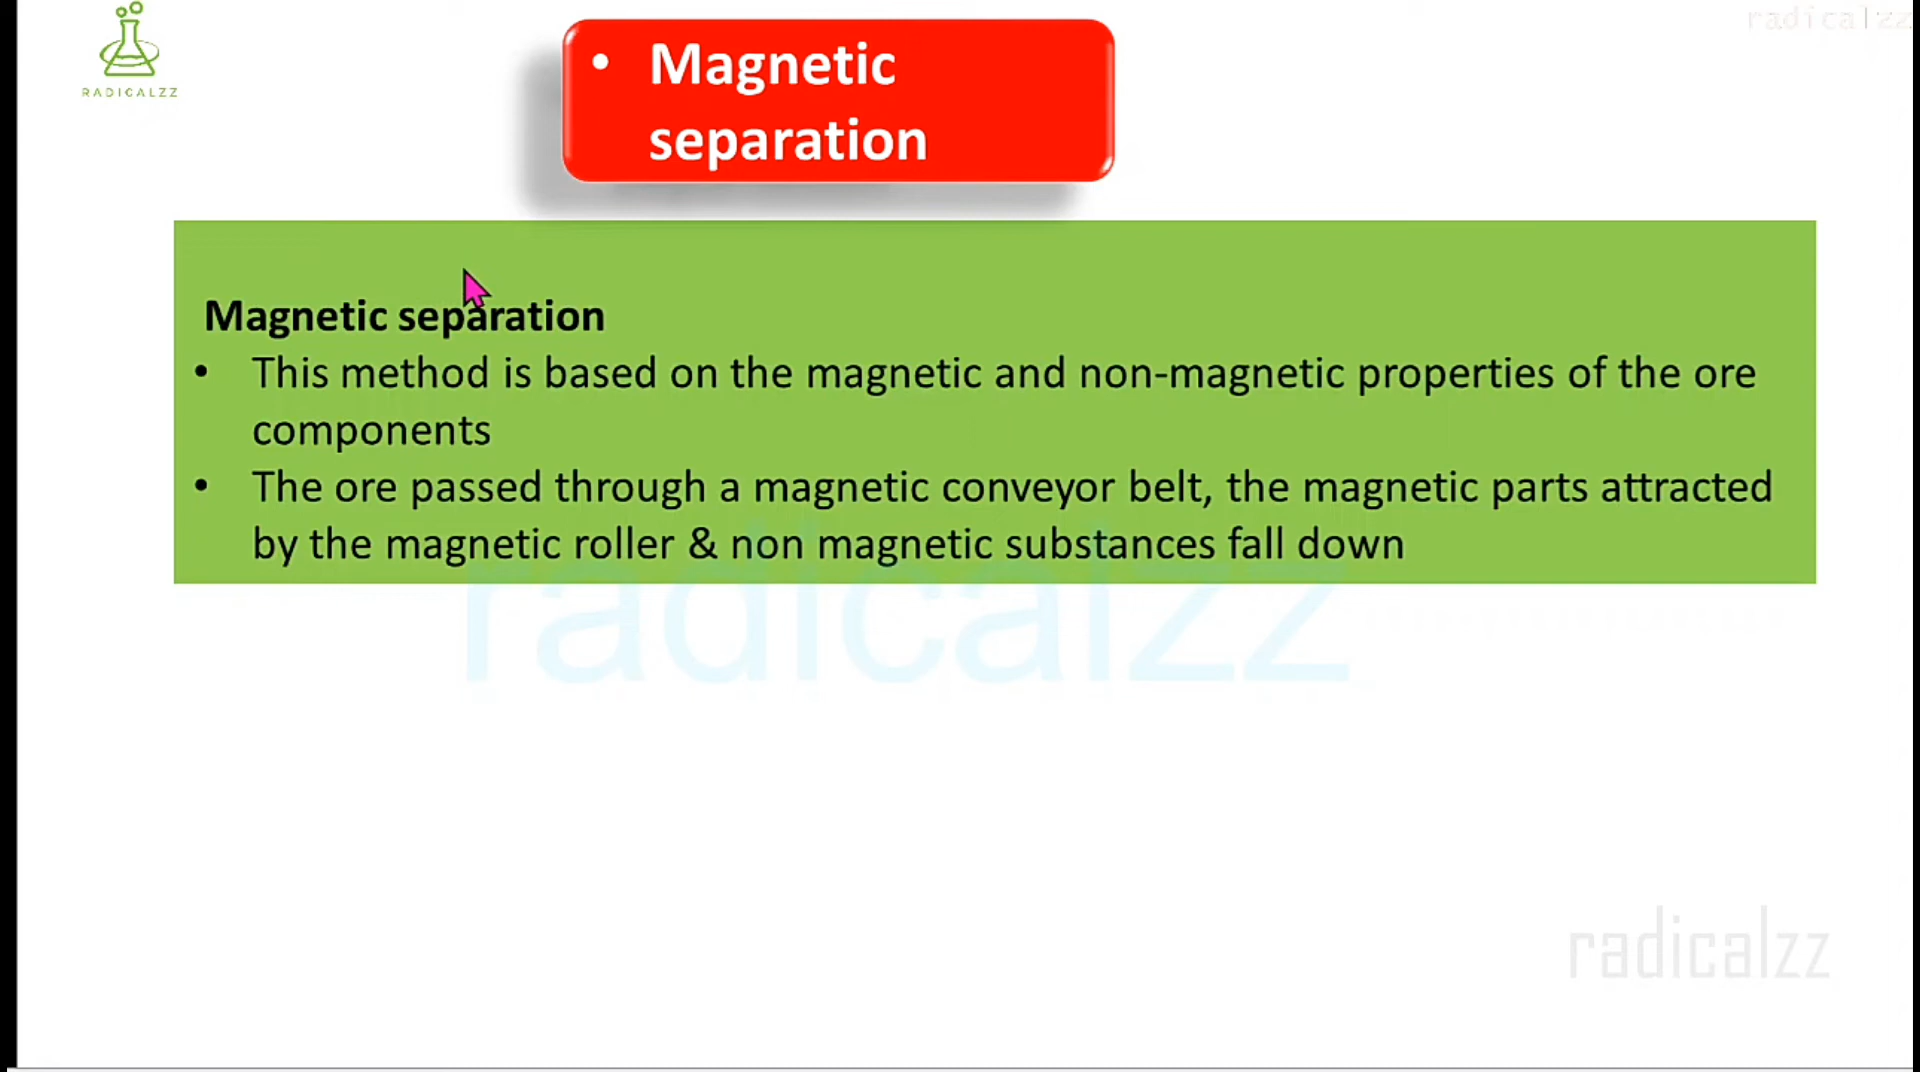 RADICALZZ
radicalzz
• Magnetic
separation
Magnetic separation
• This method is based on the magnetic and non-magnetic properties of the ore
components
• The ore passed through a magnetic conveyor belt, the magnetic parts attracted
by the magnetic roller & non magnetic substances fall down
radicalzz
radicalzz